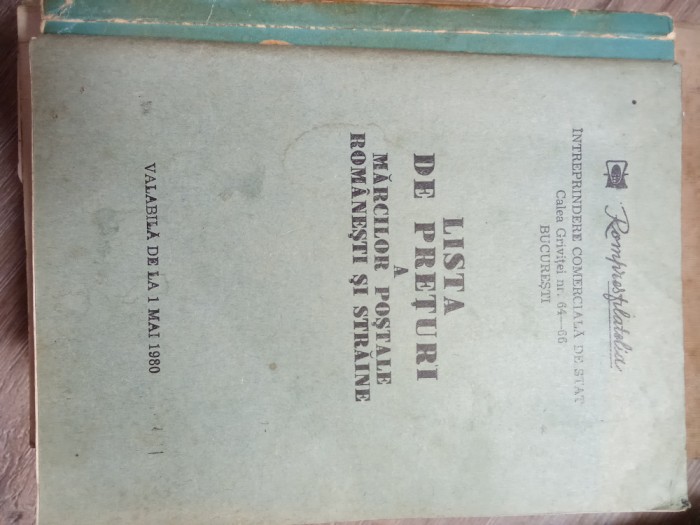 Rompresfilatelia
ÎNTREPRINDERE COMERCIALĂ DE STAT
Calea Griviței nr. 64—66
BUCUREȘTI
LISTA
DE PREȚURI
A
MĂRCILOR POȘTALE
ROMÂNEȘTI ȘI STRĂINE
VALABILĂ DE LA 1 MAI 1980